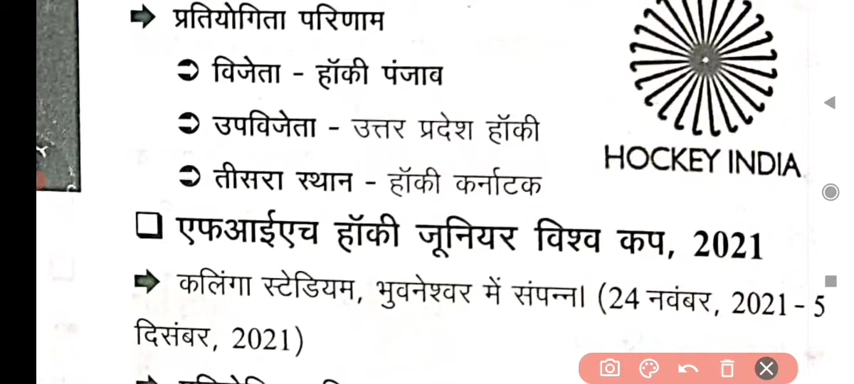 प्रतियोगिता परिणाम
विजेता - हॉकी पंजाब
उपविजेता - उत्तर प्रदेश हॉकी
तीसरा स्थान - हॉकी कर्नाटक
HOCKEY INDIA
एफआईएच हॉकी जूनियर विश्व कप, 2021
कलिंगा स्टेडियम, भुवनेश्वर में संपन्न। (24 नवंबर, 2021 - 5
दिसंबर, 2021)